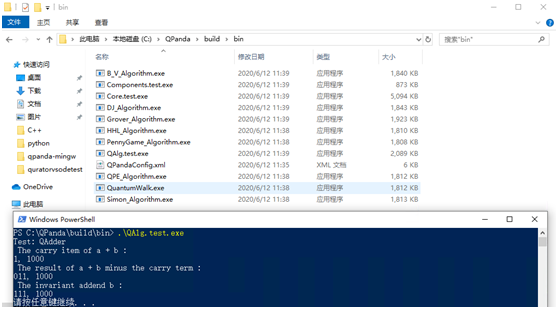 bin
文件 主页 共享 查看
此电脑 › 本地磁盘 (C:) › QPanda › build › bin
搜索"bin"
名称 修改日期 类型 大小
快速访问
桌面
下载
文档
图片
C++
python
qpanda-mingw
quratorvsodetest
OneDrive
此电脑
B_V_Algorithm.exe 2020/6/12 11:39 应用程序 1,840 KB
Components.test.exe 2020/6/12 11:39 应用程序 873 KB
Core.test.exe 2020/6/12 11:39 应用程序 5,094 KB
DJ_Algorithm.exe 2020/6/12 11:39 应用程序 1,843 KB
Grover_Algorithm.exe 2020/6/12 11:39 应用程序 1,923 KB
HHL_Algorithm.exe 2020/6/12 11:38 应用程序 1,810 KB
PennyGame_Algorithm.exe 2020/6/12 11:38 应用程序 1,808 KB
QAlg.test.exe 2020/6/12 11:39 应用程序 2,089 KB
QPandaConfig.xml 2020/6/12 11:35 XML 文档 6 KB
QPE_Algorithm.exe 2020/6/12 11:38 应用程序 1,812 KB
QuantumWalk.exe 2020/6/12 11:38 应用程序 1,812 KB
Simon_Algorithm.exe 2020/6/12 11:38 应用程序 1,813 KB
Windows PowerShell
PS C:\QPanda\build\bin> .\QAlg.test.exe
Test: QAdder
The carry item of a + b :
1, 1000
The result of a + b minus the carry term :
011, 1000
The invariant addend b :
111, 1000
请按任意键继续. . .